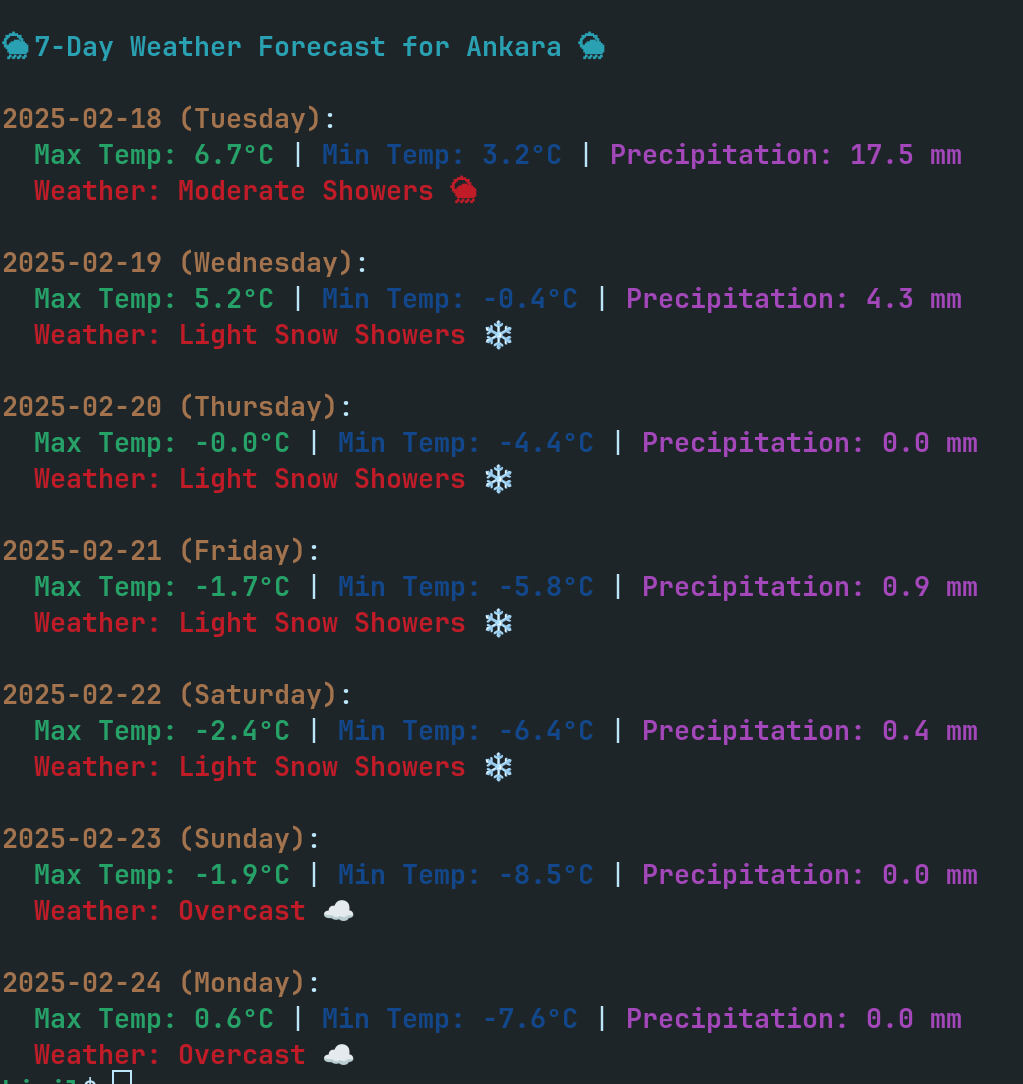 🌦 7-Day Weather Forecast for Ankara 🌦
2025-02-18 (Tuesday):
Max Temp: 6.7°C | Min Temp: 3.2°C | Precipitation: 17.5 mm
Weather: Moderate Showers 🌦
2025-02-19 (Wednesday):
Max Temp: 5.2°C | Min Temp: -0.4°C | Precipitation: 4.3 mm
Weather: Light Snow Showers ❄️
2025-02-20 (Thursday):
Max Temp: -0.0°C | Min Temp: -4.4°C | Precipitation: 0.0 mm
Weather: Light Snow Showers ❄️
2025-02-21 (Friday):
Max Temp: -1.7°C | Min Temp: -5.8°C | Precipitation: 0.9 mm
Weather: Light Snow Showers ❄️
2025-02-22 (Saturday):
Max Temp: -2.4°C | Min Temp: -6.4°C | Precipitation: 0.4 mm
Weather: Light Snow Showers ❄️
2025-02-23 (Sunday):
Max Temp: -1.9°C | Min Temp: -8.5°C | Precipitation: 0.0 mm
Weather: Overcast ☁️
2025-02-24 (Monday):
Max Temp: 0.6°C | Min Temp: -7.6°C | Precipitation: 0.0 mm
Weather: Overcast ☁️